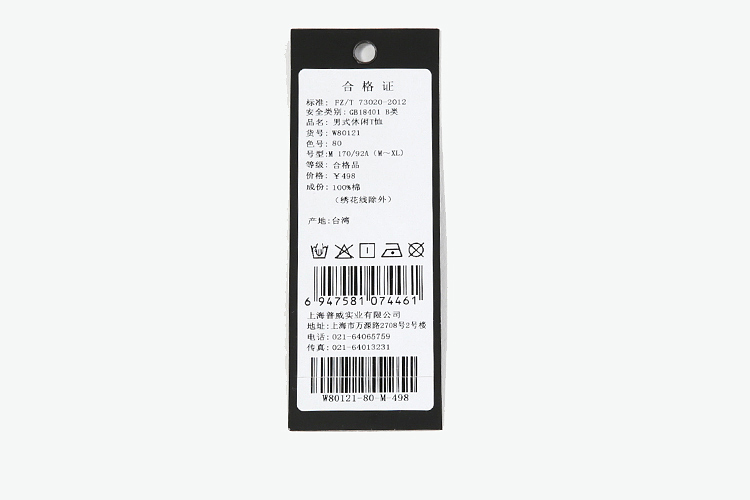 合格证
标准: FZ/T 73020-2012
安全类别: GB18401 B类
品名: 男式休闲T恤
货号: W80121
色号: 80
号型: M 170/92A (M～XL)
等级: 合格品
价格: ￥498
成份: 100%棉
(绣花线除外)
产地: 台湾
6 947581 074461
上海普威实业有限公司
地址: 上海市万源路2708号2号楼
电话: 021-64065759
传真: 021-64013231
W80121-80-M-498